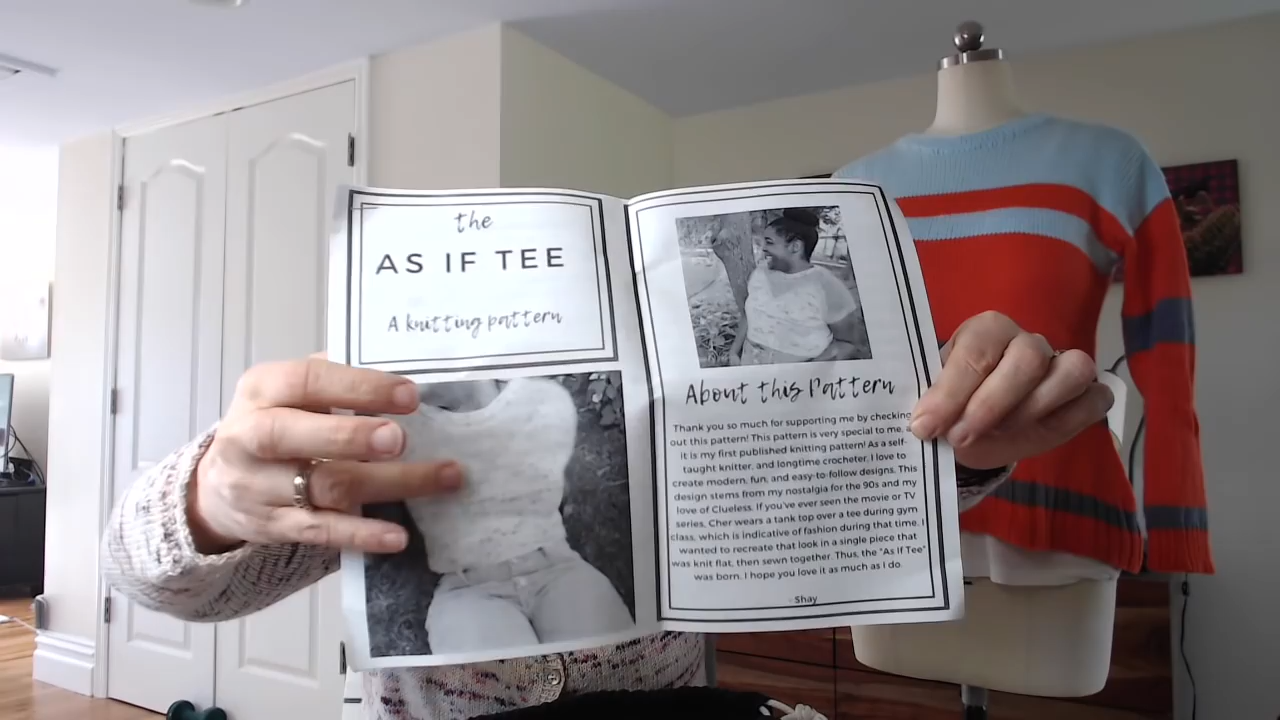 the
AS IF TEE
A knitting pattern
About this Pattern
Thank you so much for supporting me by checking
out this pattern! This pattern is very special to me,
it is my first published knitting pattern! As a self-
taught knitter, and longtime crocheter, I love to
create modern, fun, and easy-to-follow designs. This
design stems from my nostalgia for the 90s and my
love of Clueless. If you've ever seen the movie or TV
series, Cher wears a tank top over a tee during gym
class, which is indicative of fashion during that time. I
wanted to recreate that look in a single piece that
was knit flat, then sewn together. Thus, the "As If Tee"
was born. I hope you love it as much as I do.
- Shay